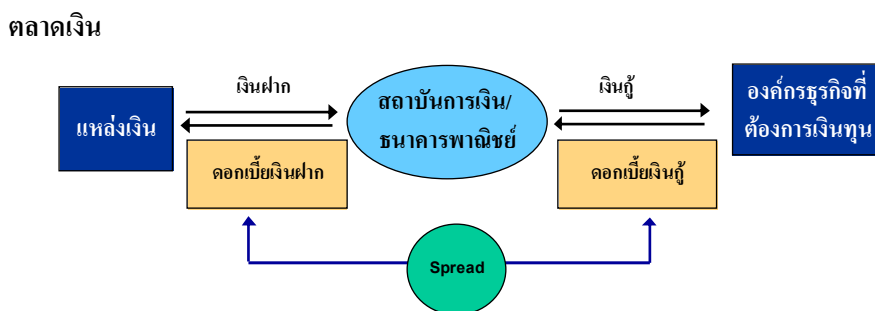 ตลาดเงิน
เงินฝาก
เงินกู้
แหล่งเงิน
สถาบันการเงิน/
ธนาคารพาณิชย์
องค์กรธุรกิจที่
ต้องการเงินทุน
ดอกเบี้ยเงินฝาก
ดอกเบี้ยเงินกู้
Spread